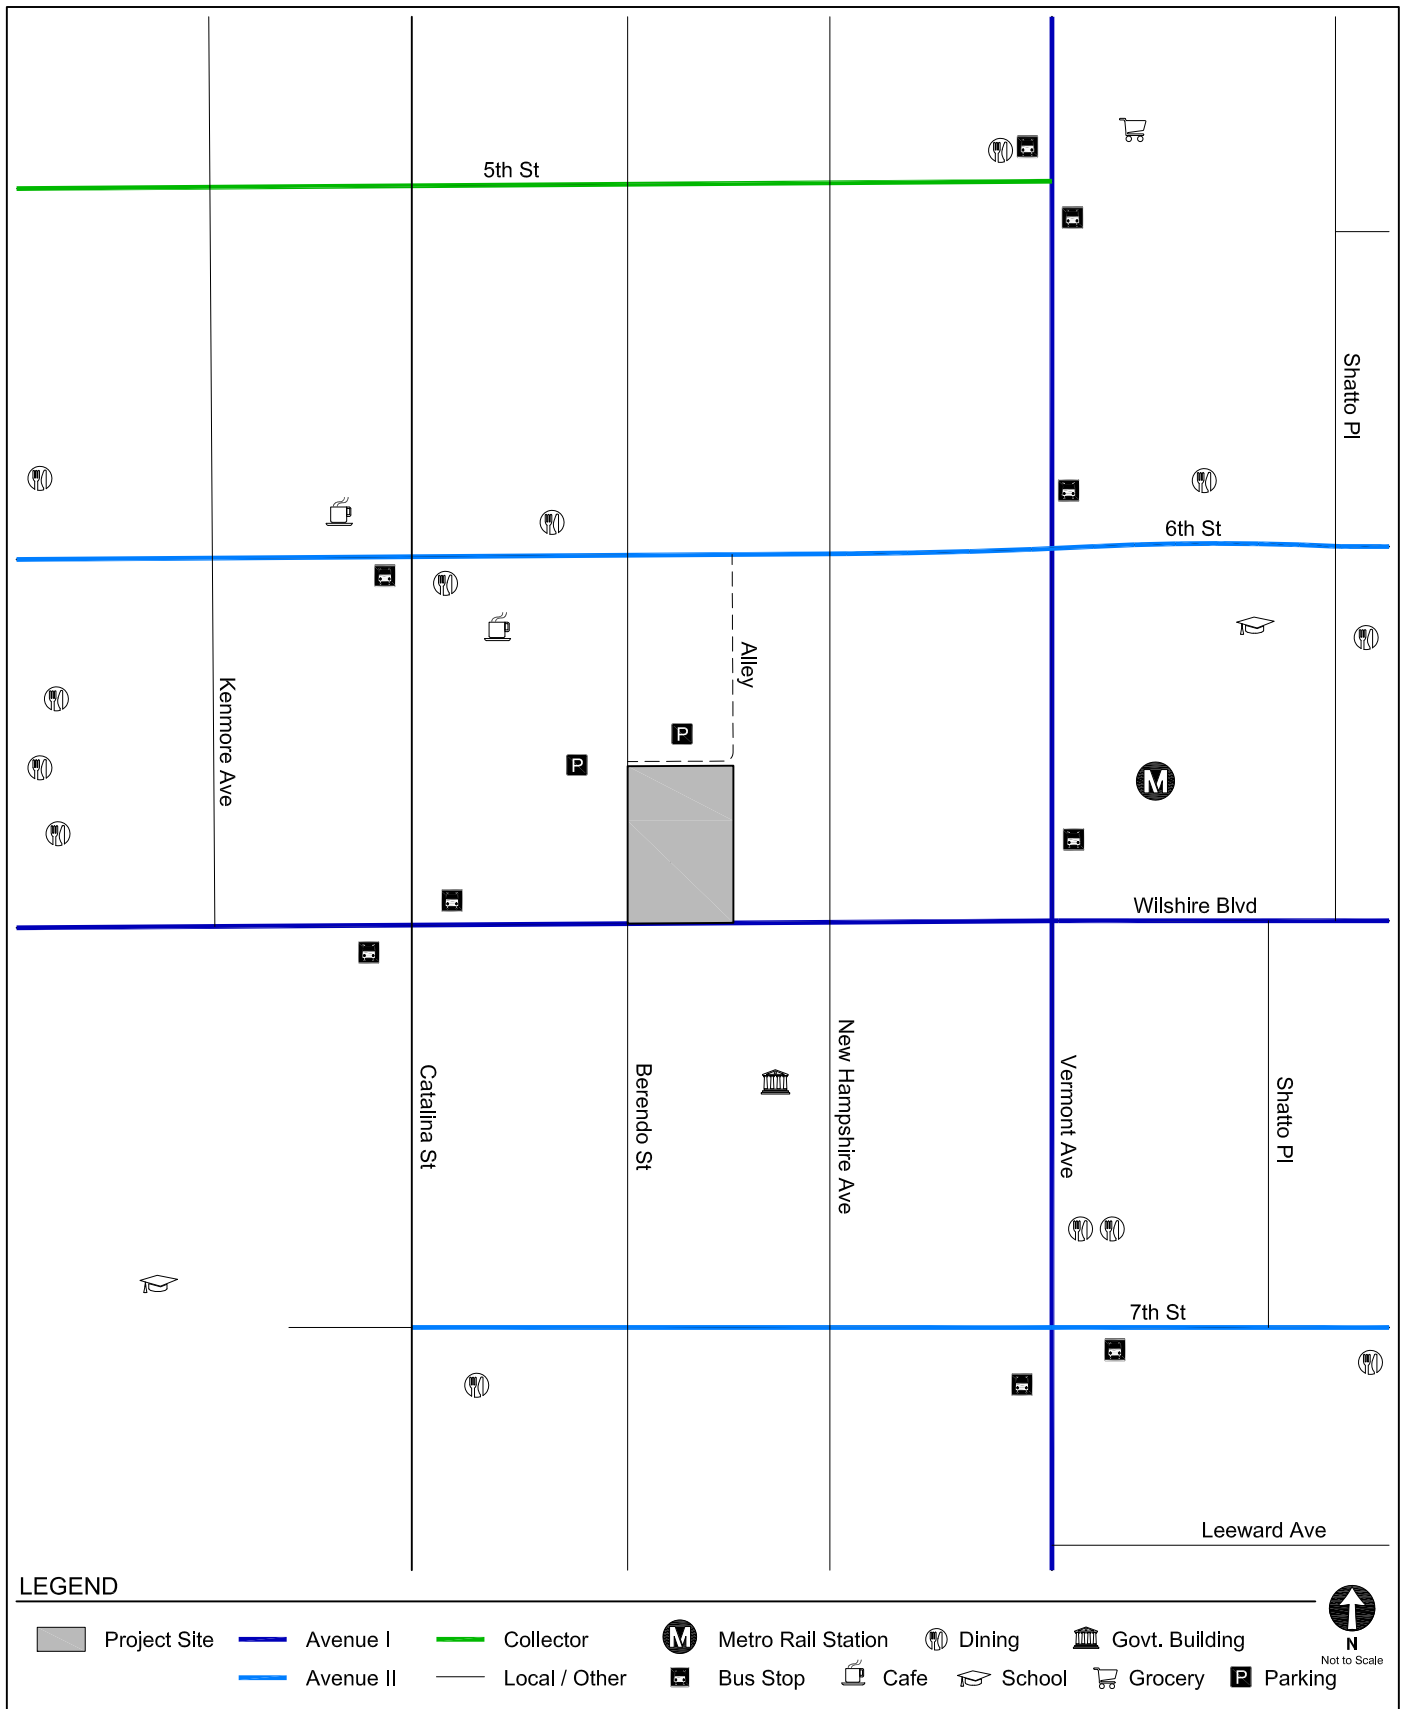 5th St
Shatto Pl
6th St
Alley
Kenmore Ave
P
P
M
Wilshire Blvd
New Hampshire Ave
Catalina St
Berendo St
Vermont Ave
Shatto Pl
7th St
Leeward Ave
LEGEND
Project Site
Avenue I
Collector
M Metro Rail Station
Dining
Govt. Building
Avenue II
Local / Other
Bus Stop
Cafe
School
Grocery
P Parking
N
Not to Scale